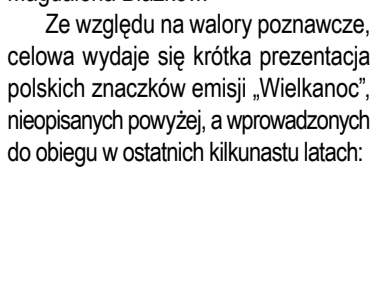 Ze względu na walory poznawcze,
celowa wydaje się krótka prezentacja
polskich znaczków emisji „Wielkanoc”,
nieopisanych powyżej, a wprowadzonych
do obiegu w ostatnich kilkunastu latach: